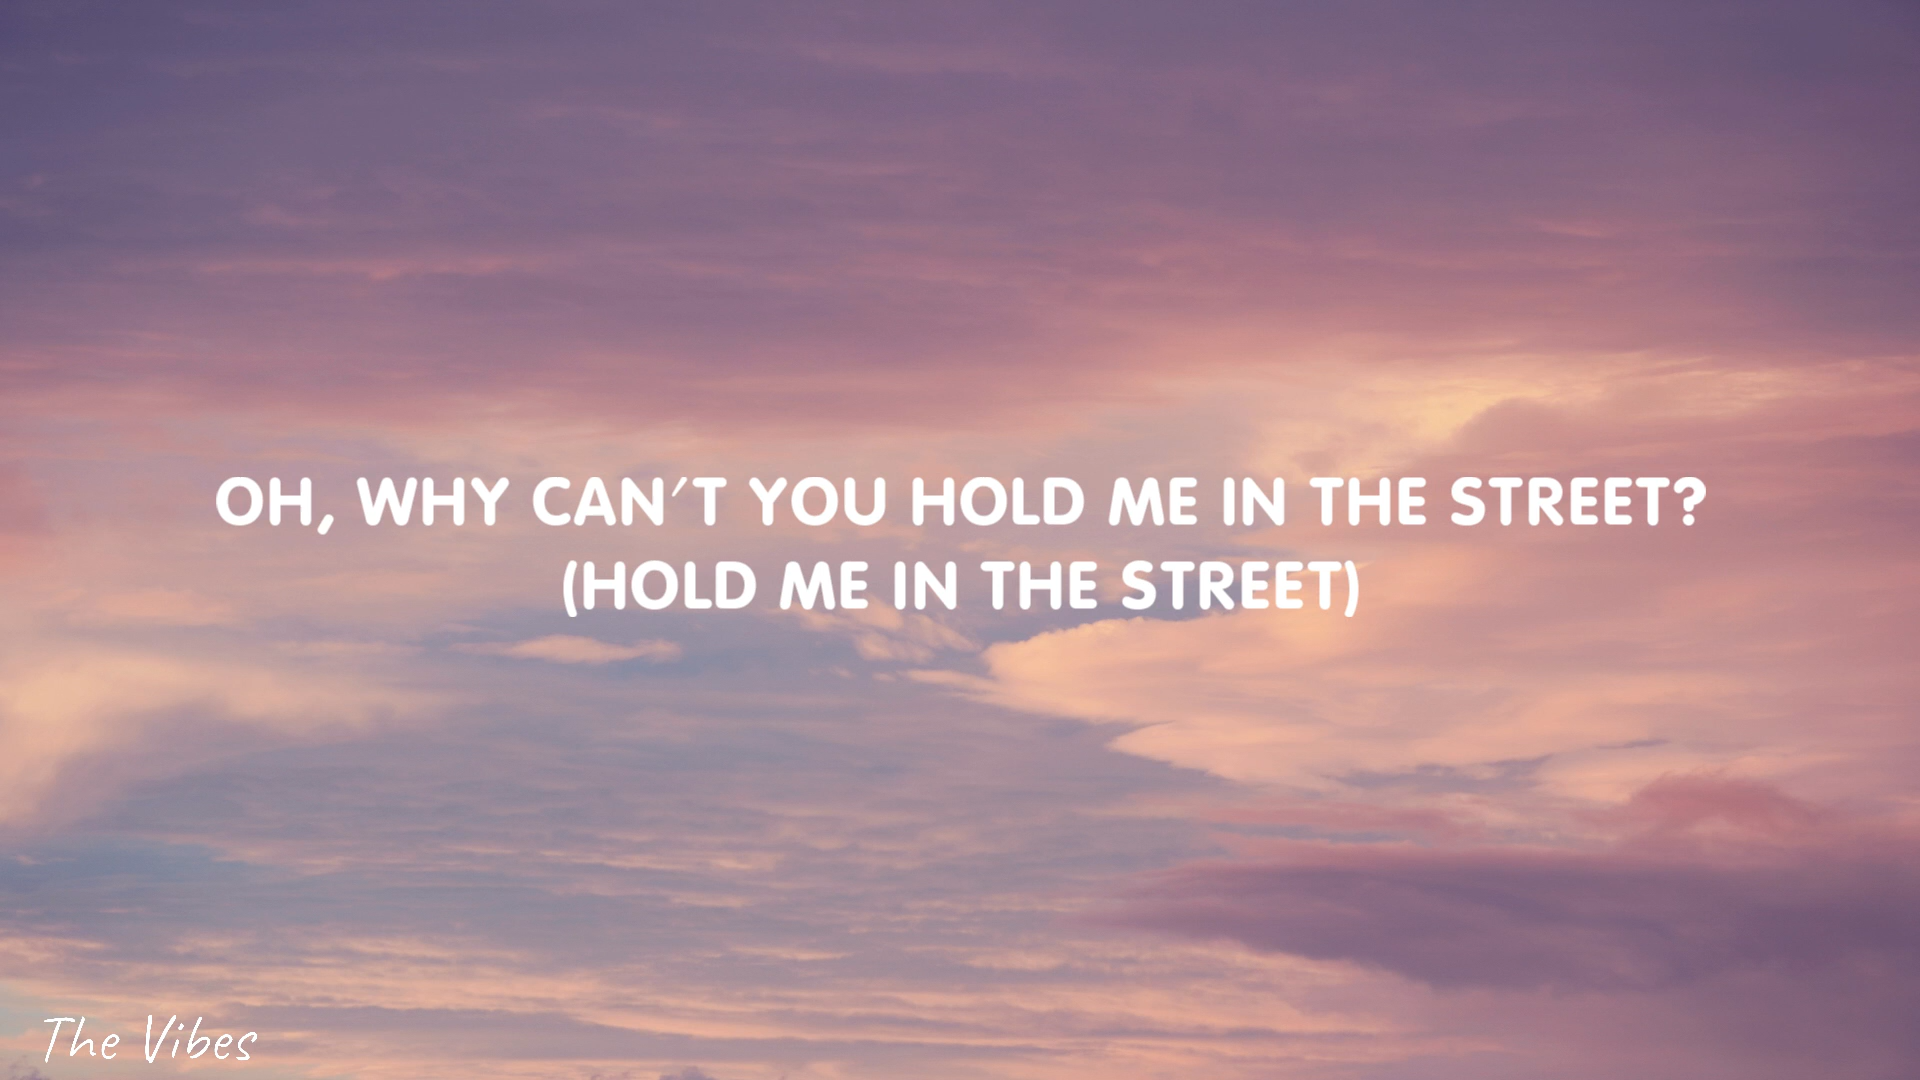 OH, WHY CAN'T YOU HOLD ME IN THE STREET?
(HOLD ME IN THE STREET)
The Vibes